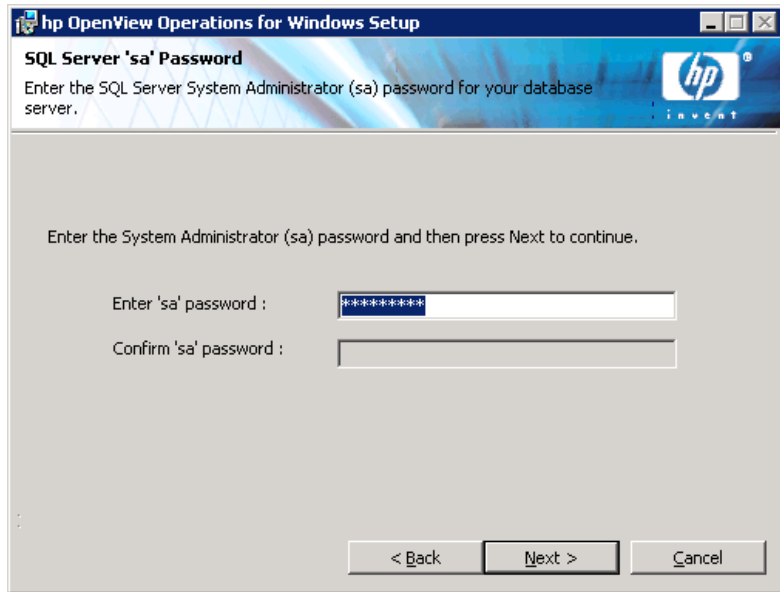 hp OpenView Operations for Windows Setup
SQL Server 'sa' Password
Enter the SQL Server System Administrator (sa) password for your database
server.
hp
®
invent
Enter the System Administrator (sa) password and then press Next to continue.
Enter 'sa' password :
*********
Confirm 'sa' password :
< Back
Next >
Cancel